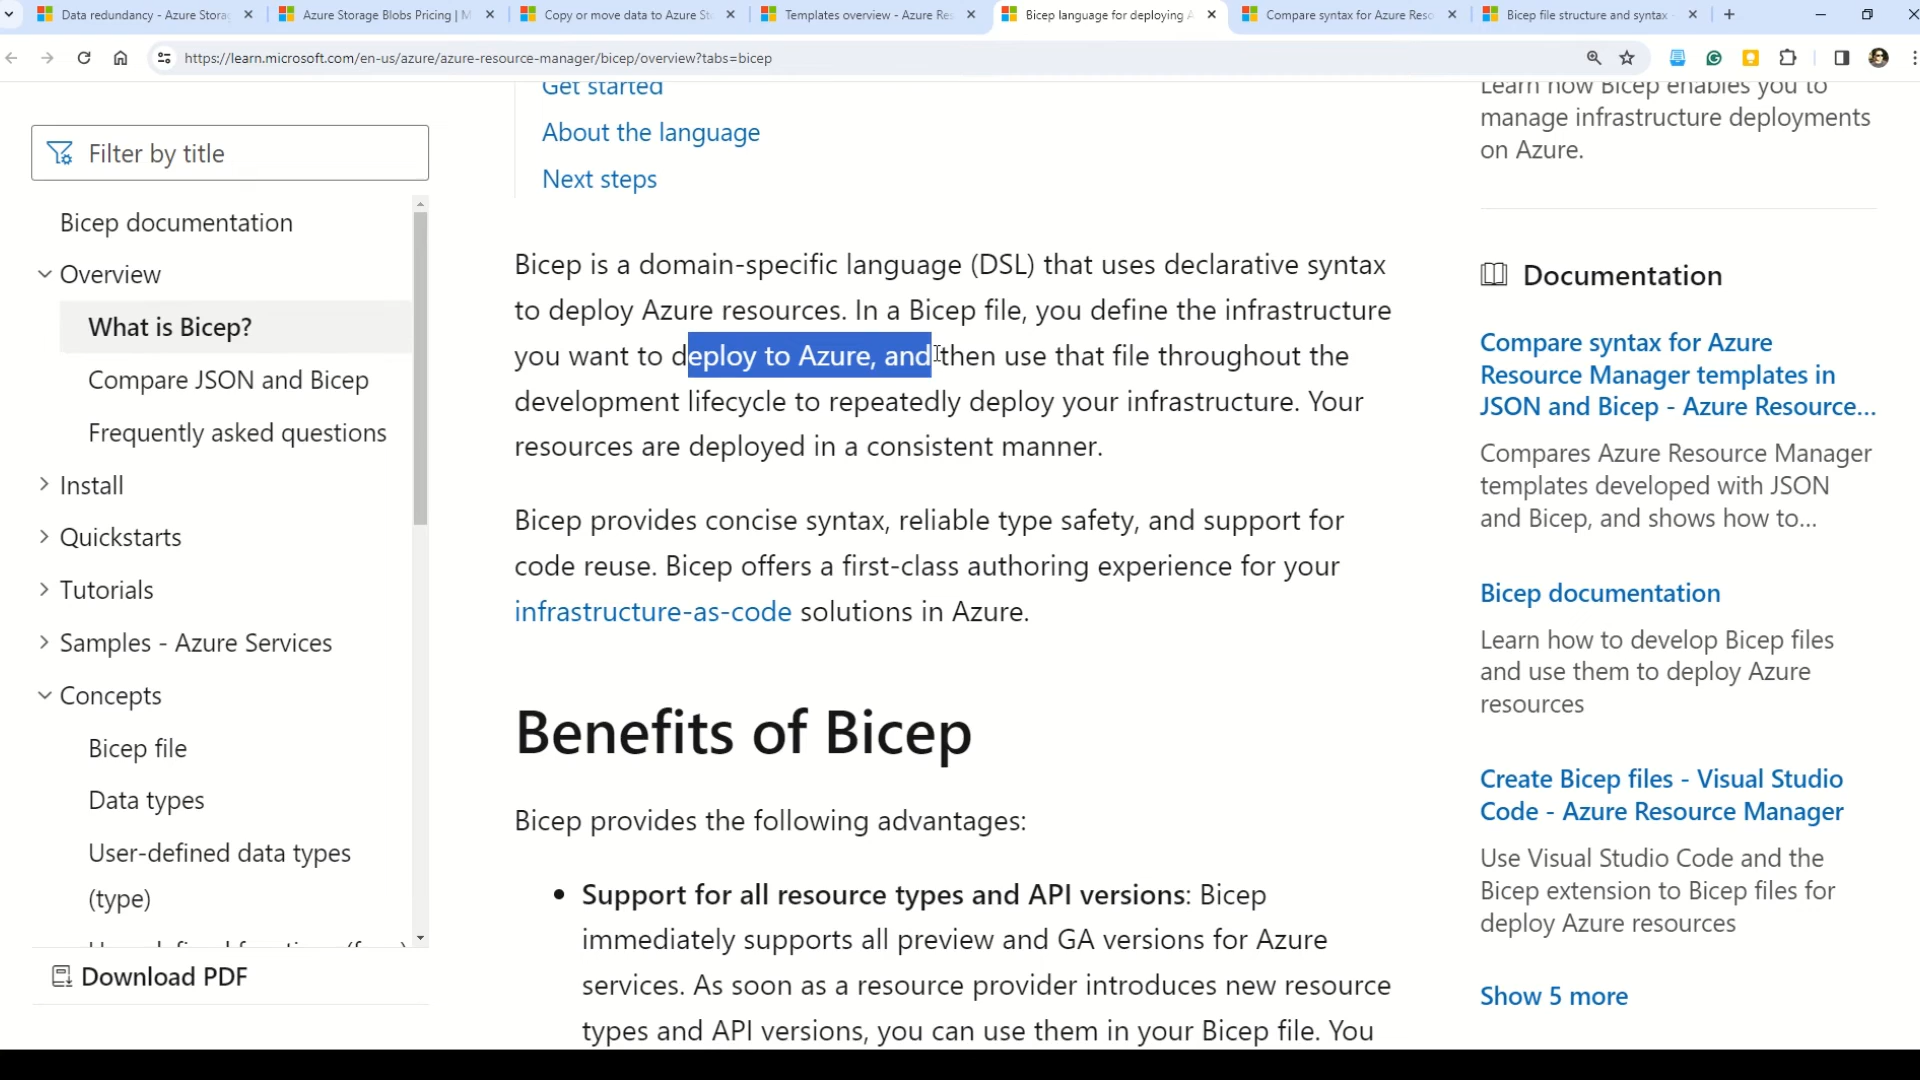 Data redundancy - Azure Storag
Azure Storage Blobs Pricing | M
Copy or move data to Azure St
Templates overview - Azure Res
Bicep language for deploying A
Compare syntax for Azure Reso
Bicep file structure and syntax
https://learn.microsoft.com/en-us/azure/azure-resource-manager/bicep/overview?tabs=bicep
Filter by title
Bicep documentation
Overview
What is Bicep?
Compare JSON and Bicep
Frequently asked questions
Install
Quickstarts
Tutorials
Samples - Azure Services
Concepts
Bicep file
Data types
User-defined data types
(type)
Download PDF
Get started
About the language
Next steps
Bicep is a domain-specific language (DSL) that uses declarative syntax
to deploy Azure resources. In a Bicep file, you define the infrastructure
you want to deploy to Azure, and then use that file throughout the
development lifecycle to repeatedly deploy your infrastructure. Your
resources are deployed in a consistent manner.
Bicep provides concise syntax, reliable type safety, and support for
code reuse. Bicep offers a first-class authoring experience for your
infrastructure-as-code solutions in Azure.
Benefits of Bicep
Bicep provides the following advantages:
• Support for all resource types and API versions: Bicep
immediately supports all preview and GA versions for Azure
services. As soon as a resource provider introduces new resource
types and API versions, you can use them in your Bicep file. You
Learn how Bicep enables you to
manage infrastructure deployments
on Azure.
Documentation
Compare syntax for Azure
Resource Manager templates in
JSON and Bicep - Azure Resource...
Compares Azure Resource Manager
templates developed with JSON
and Bicep, and shows how to...
Bicep documentation
Learn how to develop Bicep files
and use them to deploy Azure
resources
Create Bicep files - Visual Studio
Code - Azure Resource Manager
Use Visual Studio Code and the
Bicep extension to Bicep files for
deploy Azure resources
Show 5 more